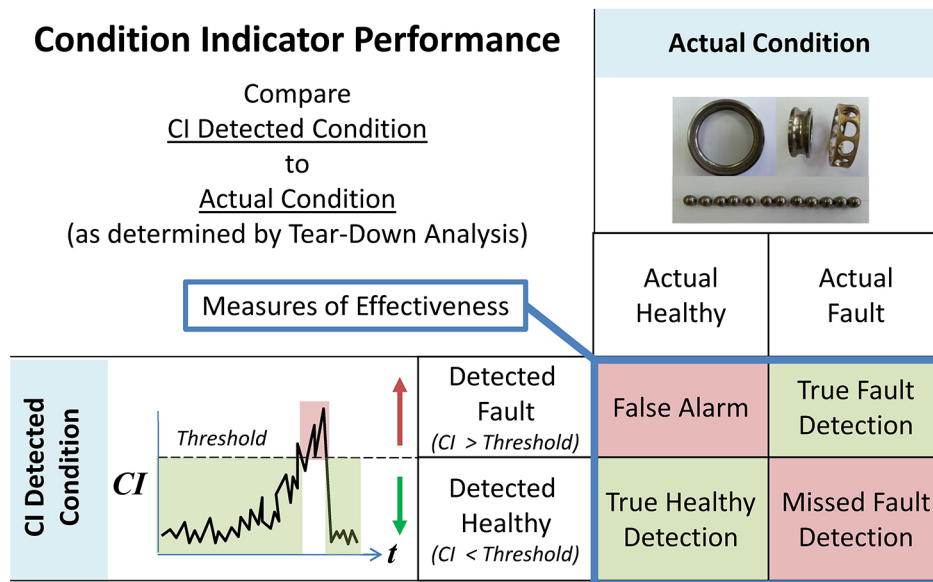 Condition Indicator Performance
Compare
CI Detected Condition
to
Actual Condition
(as determined by Tear-Down Analysis)
Actual Condition
Actual
Healthy
Actual
Fault
Measures of Effectiveness
CI Detected
Condition
Threshold
CI
t
Detected
Fault
(CI > Threshold)
False Alarm
True Fault
Detection
Detected
Healthy
(CI < Threshold)
True Healthy
Detection
Missed Fault
Detection